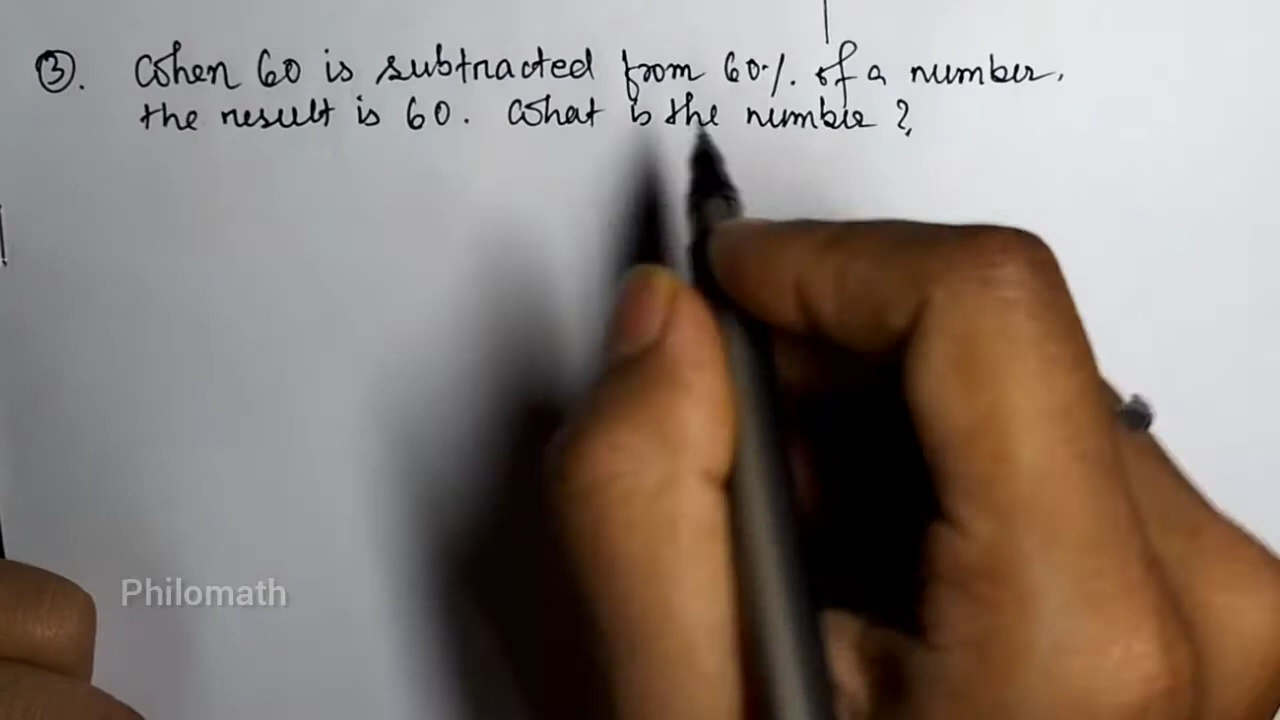 ③. When 60 is subtracted from 60%. of a number,
the result is 60. What is the number ?
Philomath